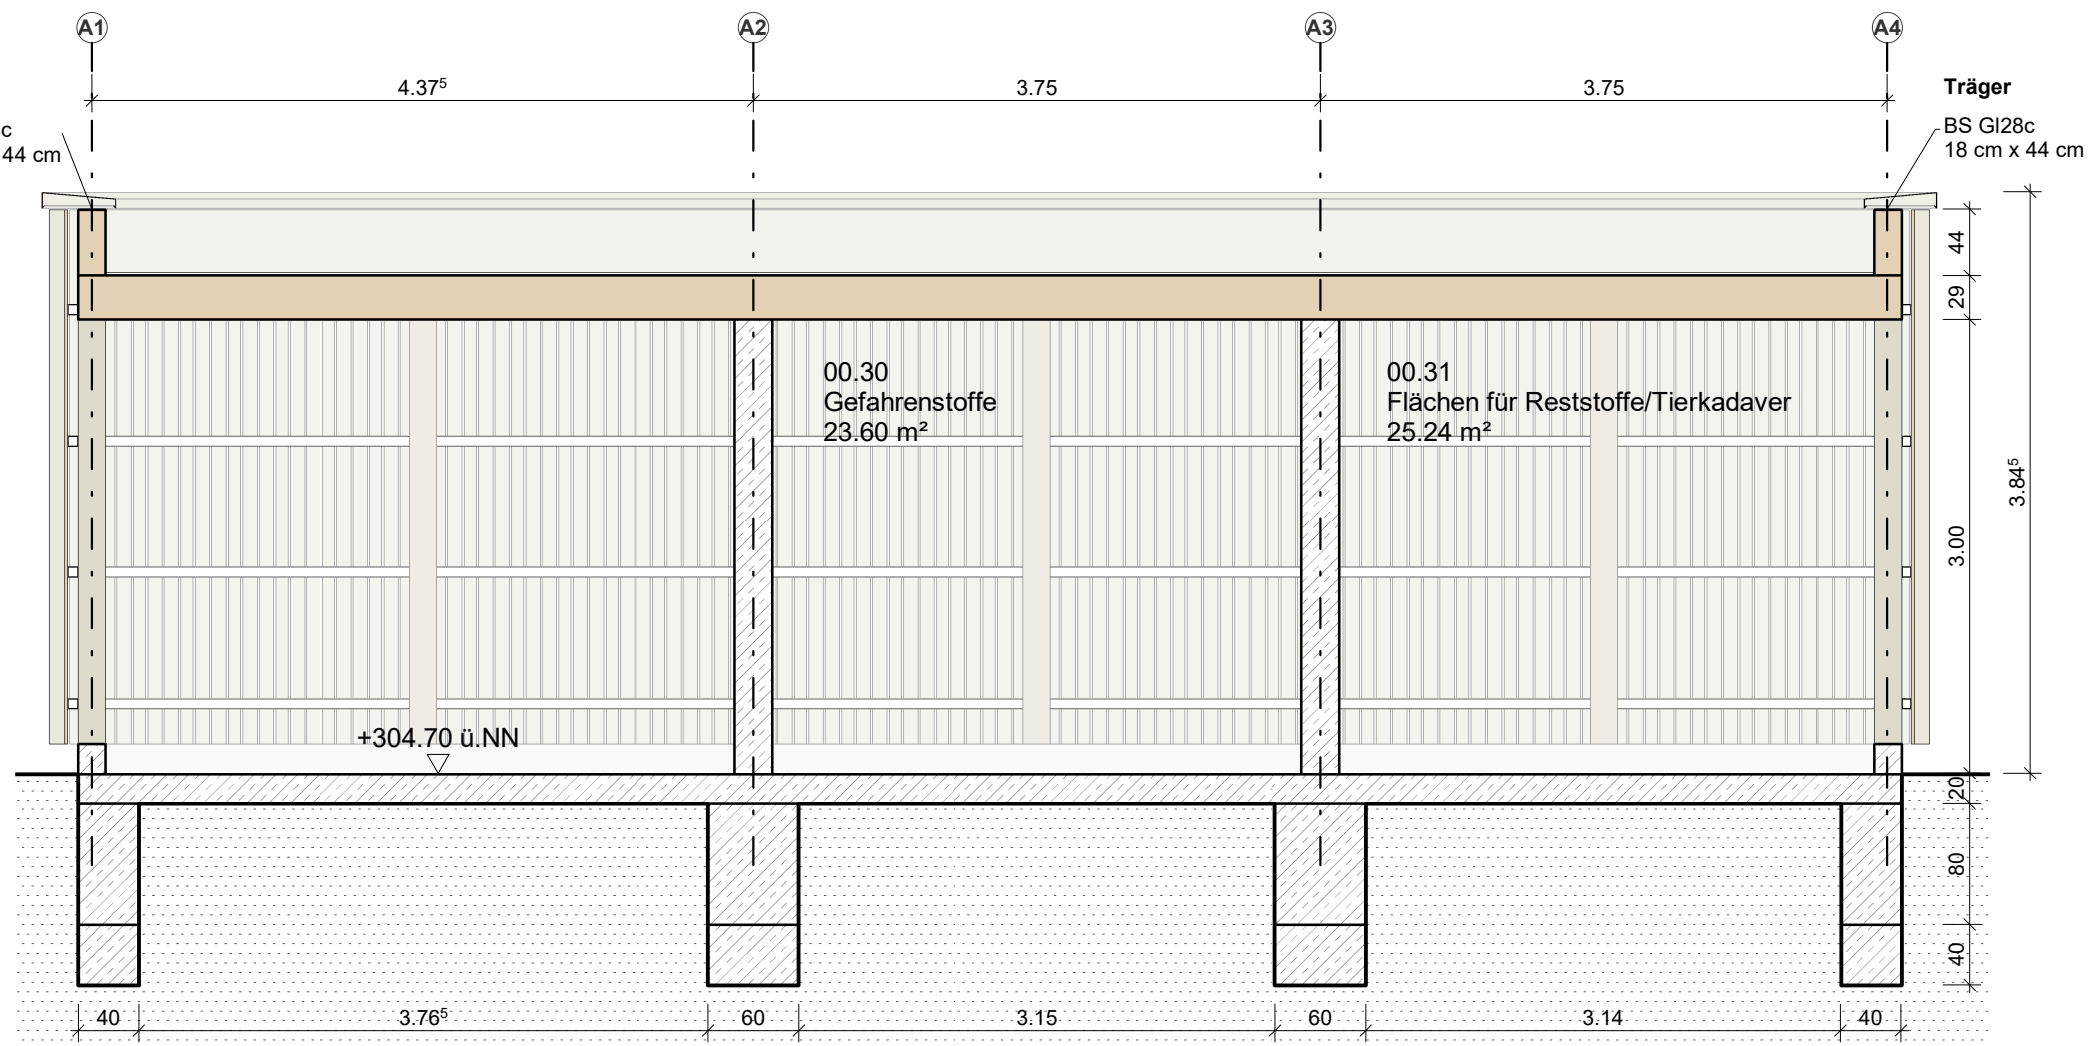 A1
A2
A3
A4
4.37⁵
3.75
3.75
Träger
BS Gl28c
18 cm x 44 cm
c
44 cm
44
29
3.00
3.84⁵
20
80
40
00.30
Gefahrenstoffe
23.60 m²
00.31
Flächen für Reststoffe/Tierkadaver
25.24 m²
+304.70 ü.NN
40
3.76⁵
60
3.15
60
3.14
40